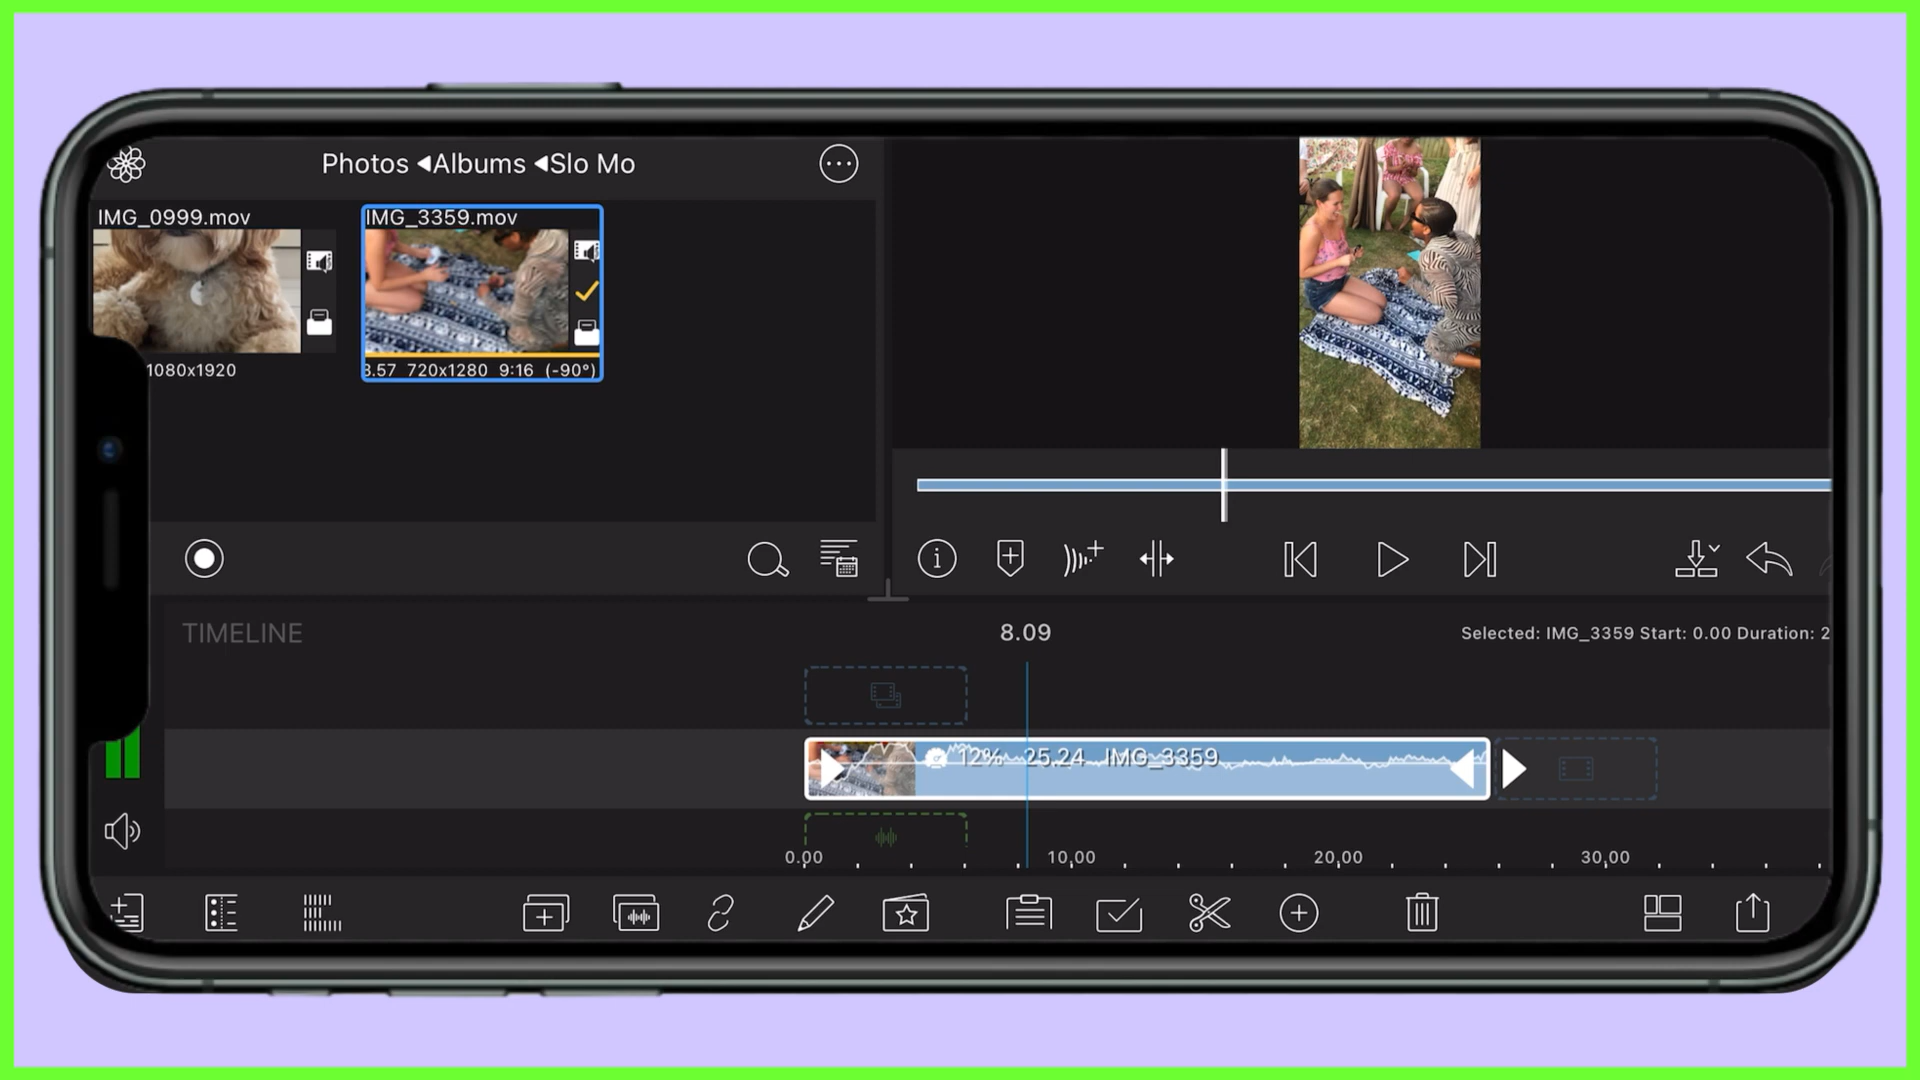 Photos ◀Albums ◀Slo Mo
IMG_0999.mov
IMG_3359.mov
1080x1920
3.57 720x1280 9:16 (-90°)
TIMELINE
8.09
Selected: IMG_3359 Start: 0.00 Duration: 2
12% 25.24 IMG_3359
0.00 10,00 20,00 30,00